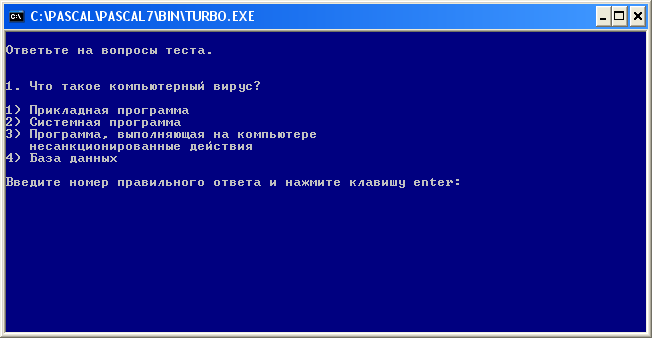 C:\PASCAL\PASCAL7\BIN\TURBO.EXE
Ответьте на вопросы теста.
1. Что такое компьютерный вирус?
1) Прикладная программа
2) Системная программа
3) Программа, выполняющая на компьютере
несанкционированные действия
4) База данных
Введите номер правильного ответа и нажмите клавишу enter: